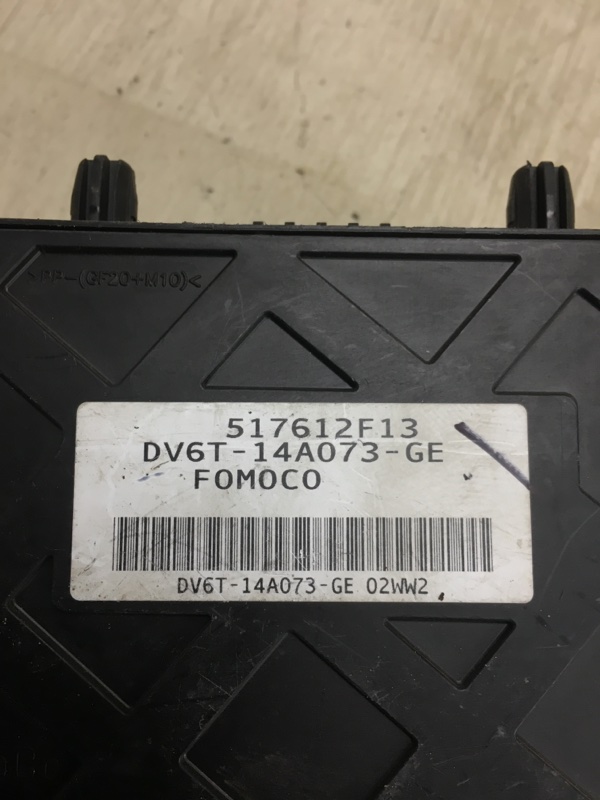 >PP-(GF20+M10)<
517612F13
DV6T-14A073-GE
FOMOCO
DV6T-14A073-GE 02WW2